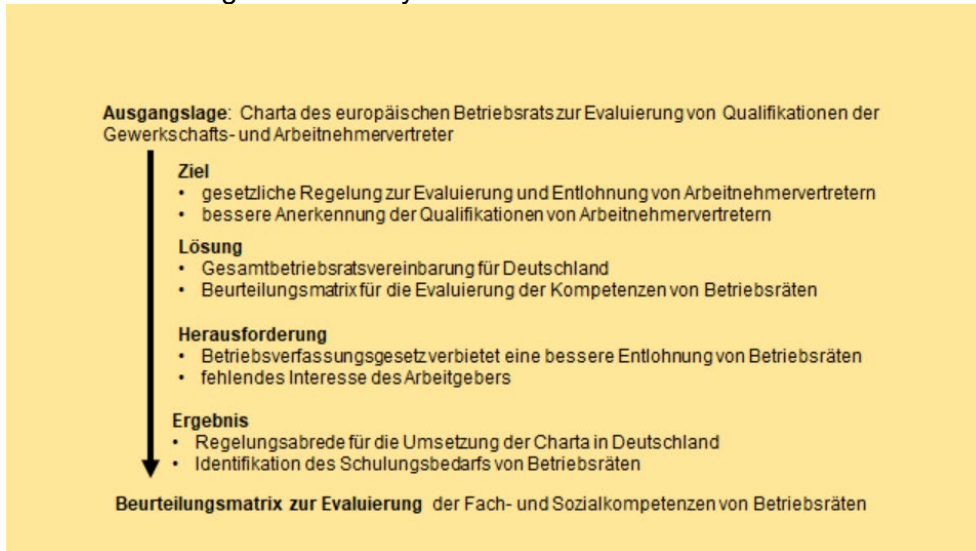 Ausgangslage: Charta des europäischen Betriebsrats zur Evaluierung von Qualifikationen der
Gewerkschafts- und Arbeitnehmervertreter
Ziel
• gesetzliche Regelung zur Evaluierung und Entlohnung von Arbeitnehmervertretern
• bessere Anerkennung der Qualifikationen von Arbeitnehmervertretern
Lösung
• Gesamtbetriebsratsvereinbarung für Deutschland
• Beurteilungsmatrix für die Evaluierung der Kompetenzen von Betriebsräten
Herausforderung
• Betriebsverfassungsgesetz verbietet eine bessere Entlohnung von Betriebsräten
• fehlendes Interesse des Arbeitgebers
Ergebnis
• Regelungsabrede für die Umsetzung der Charta in Deutschland
• Identifikation des Schulungsbedarfs von Betriebsräten
Beurteilungsmatrix zur Evaluierung der Fach- und Sozialkompetenzen von Betriebsräten